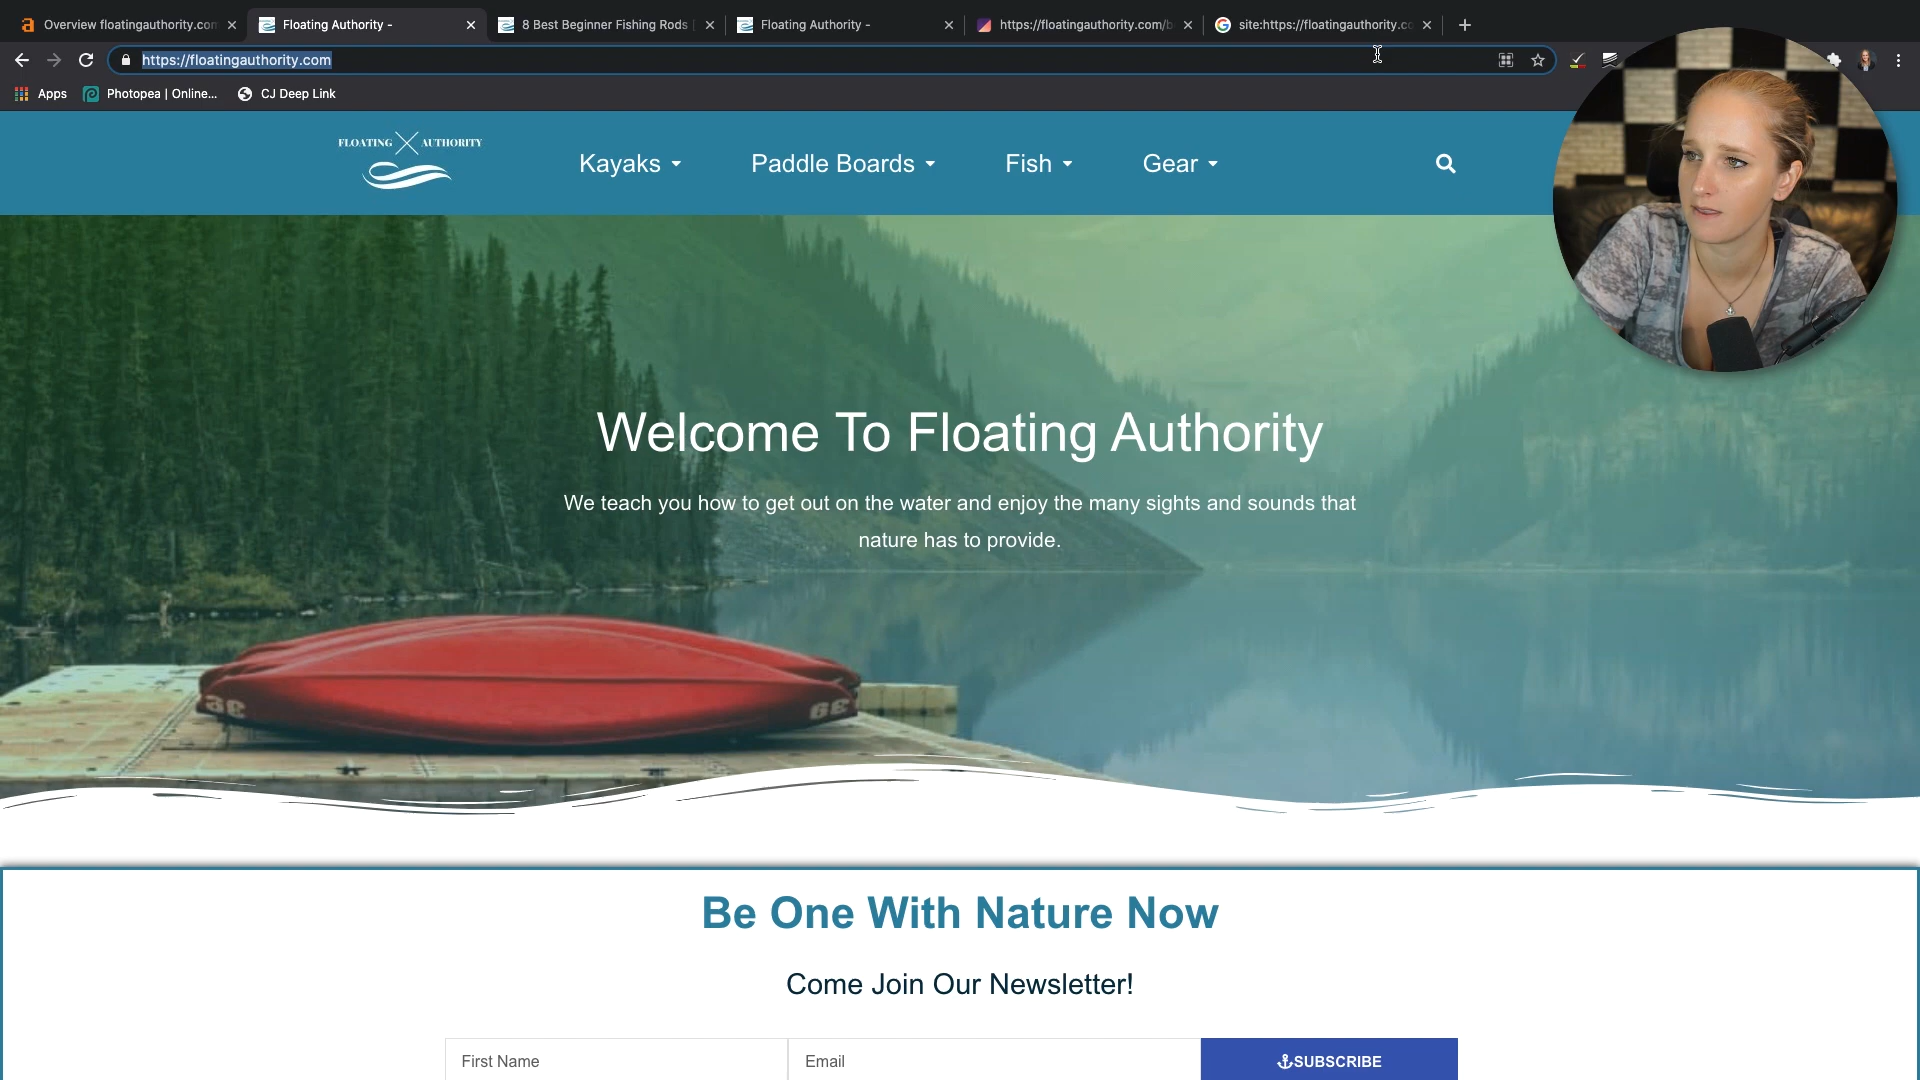 Overview floatingauthority.com
Floating Authority -
8 Best Beginner Fishing Rods
Floating Authority -
https://floatingauthority.com/b
site:https://floatingauthority.co
https://floatingauthority.com
Apps
Photopea | Online...
CJ Deep Link
FLOATING AUTHORITY
Kayaks
Paddle Boards
Fish
Gear
Welcome To Floating Authority
We teach you how to get out on the water and enjoy the many sights and sounds that
nature has to provide.
Be One With Nature Now
Come Join Our Newsletter!
First Name
Email
SUBSCRIBE